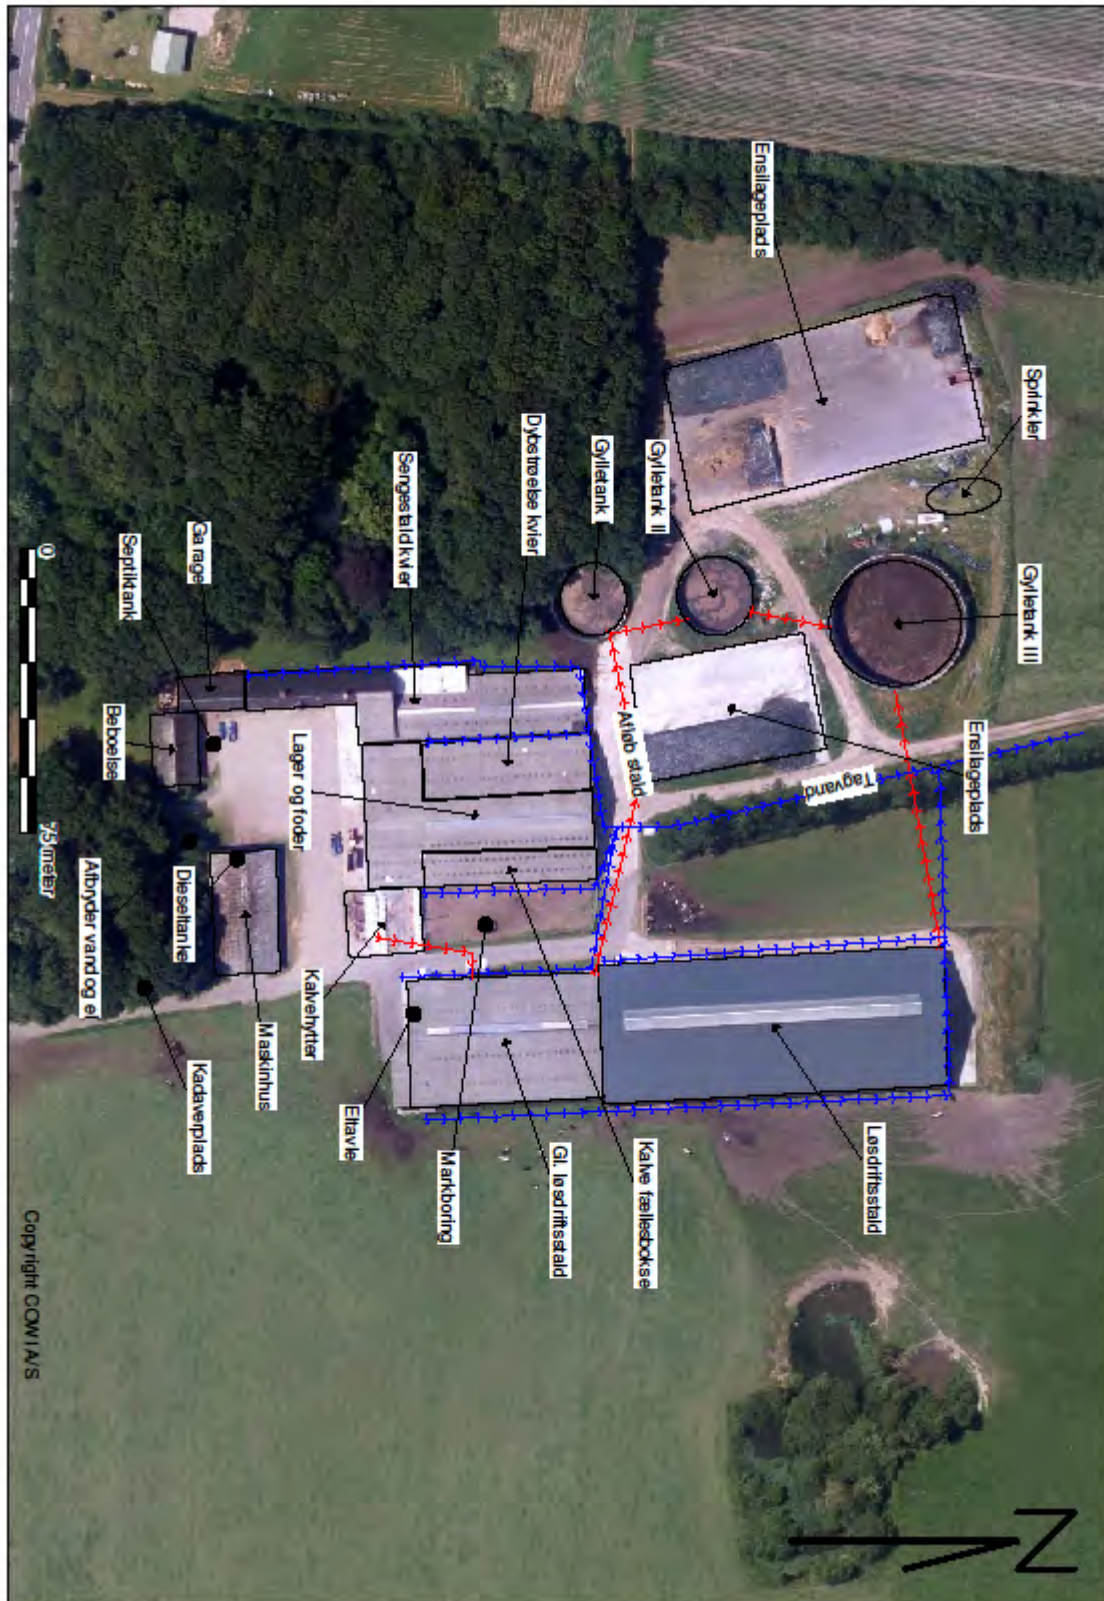 Ensilageplads
Sprinkler
Gylletank III
Gylletank II
Gylletank
Dybstrøelse kvier
Sengestald kvier
Garage
Septiktank
Beboelse
Lager og foder
Afløb stald
Tagvand
Ensilageplads
Løsdriftsstald
Kalve fællesbokse
Gl. løsdriftsstald
Markboring
Eltavle
Kalvehytter
Maskinhus
Kadaverplads
Dieseltanke
Afbryder vand og el
0
75 meter
Copyright COWI A/S
N